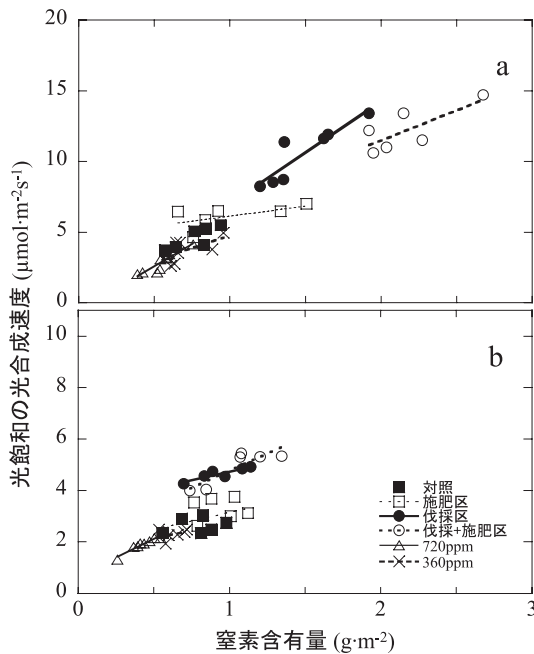 20
15
10
5
0
a
光飽和の光合成速度 (μmol·m-2s-1)
10
8
6
4
2
0
b
対照
施肥区
伐採区
伐採+施肥区
720ppm
360ppm
0
1
2
3
窒素含有量 (g·m-2)